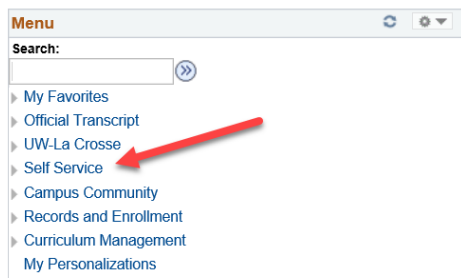 Menu
Search:
My Favorites
Official Transcript
UW-La Crosse
Self Service
Campus Community
Records and Enrollment
Curriculum Management
My Personalizations